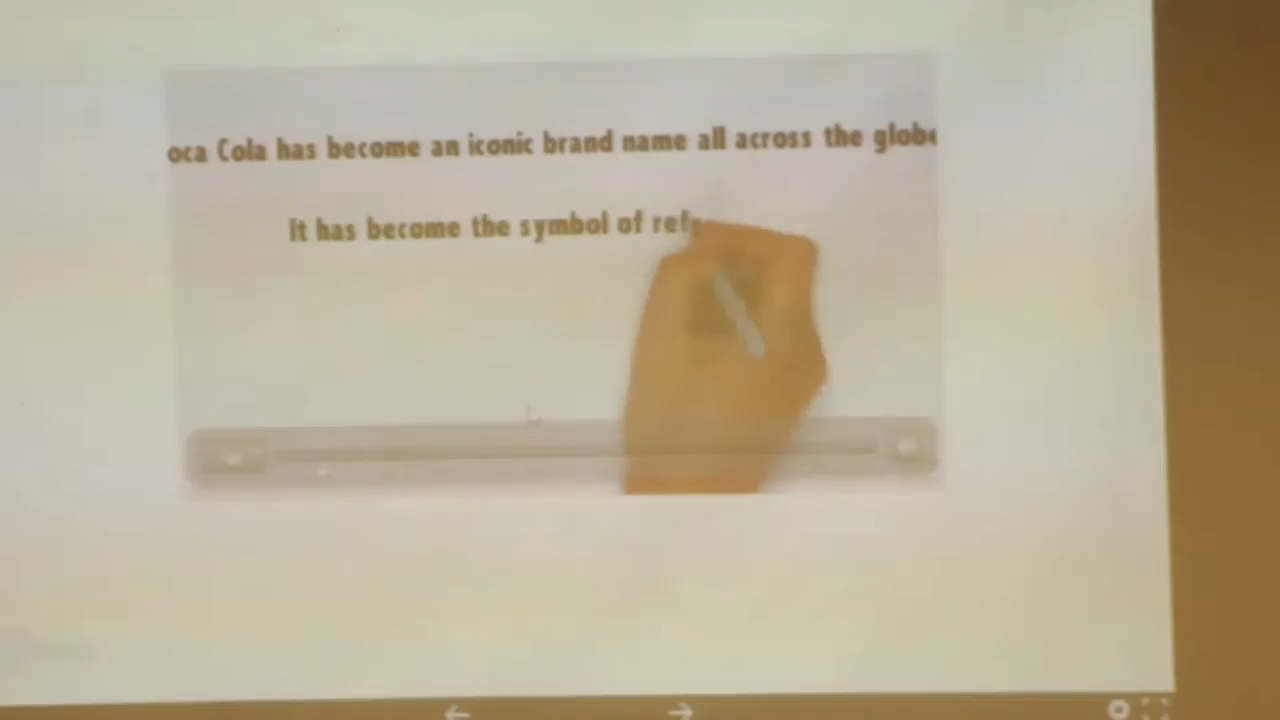 oca Cola has become an iconic brand name all across the globe
It has become the symbol of ref